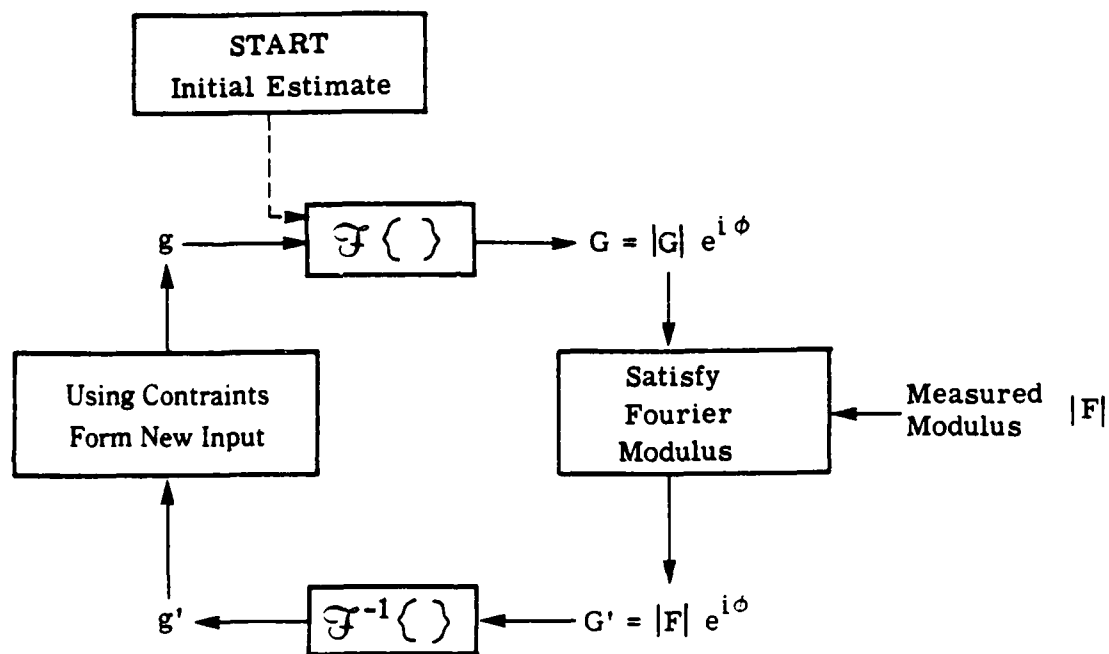 START
Initial Estimate
g
ℱ { }
G = |G| e^{iϕ}
Using Contraints
Form New Input
Satisfy
Fourier
Modulus
Measured
Modulus |F|
g'
ℱ^{-1} { }
G' = |F| e^{iϕ}